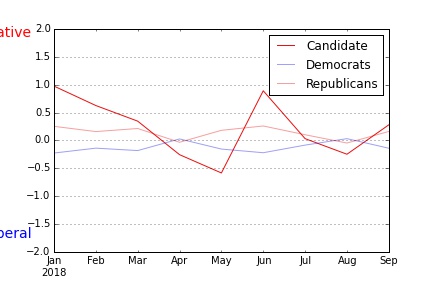 ative
Candidate
Democrats
Republicans
2.0
1.5
1.0
0.5
0.0
−0.5
−1.0
−1.5
−2.0
beral
Jan Feb Mar Apr May Jun Jul Aug Sep
2018